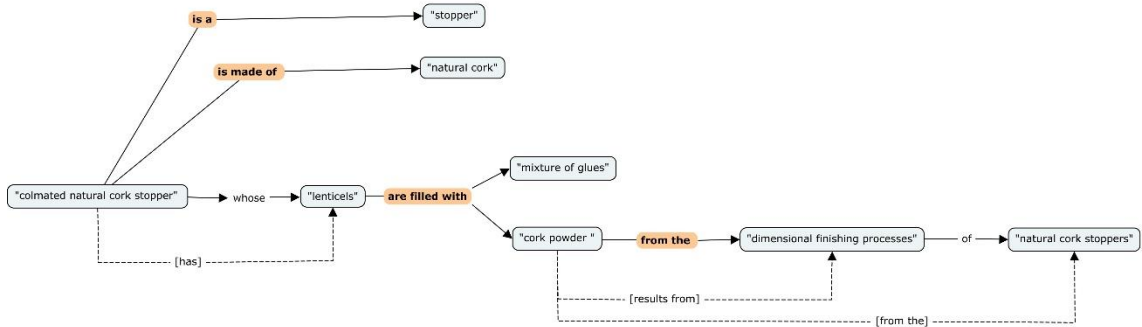 is a
"stopper"
is made of
"natural cork"
"mixture of glues"
"colmated natural cork stopper"
whose
"lenticels"
are filled with
"cork powder "
from the
"dimensional finishing processes"
of
"natural cork stoppers"
[has]
[results from]
[from the]